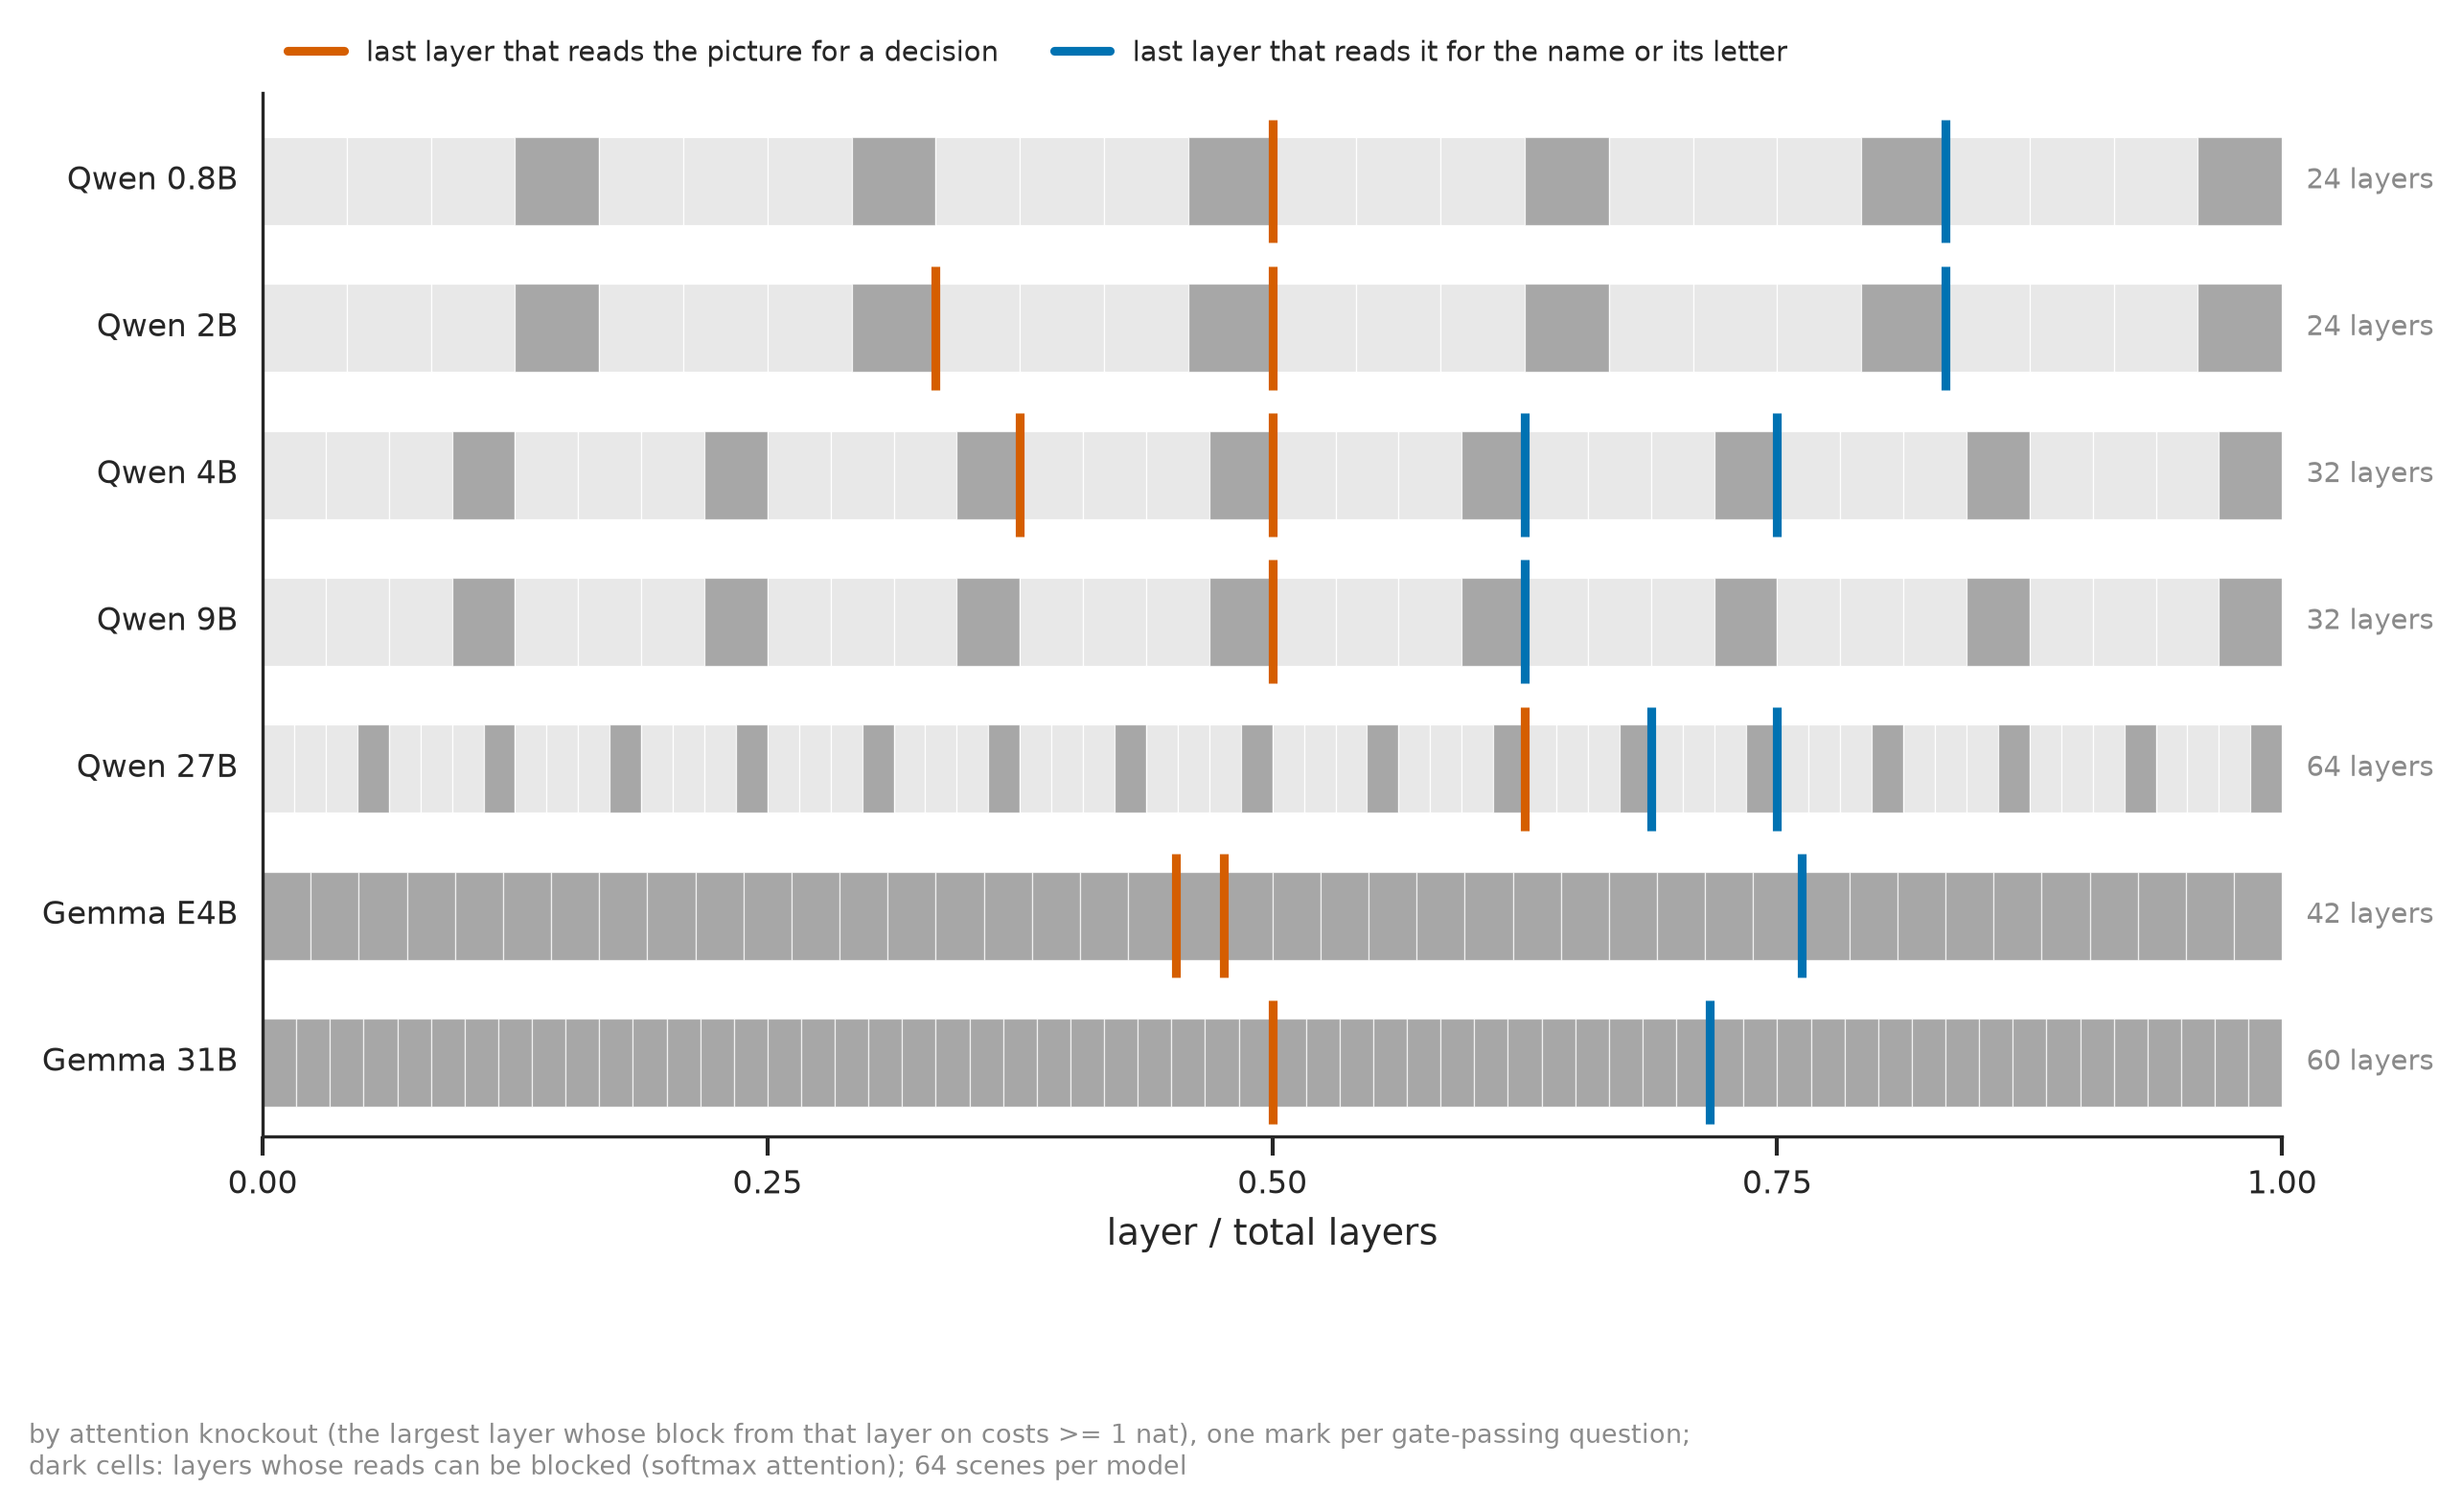 last layer that reads the picture for a decision
last layer that reads it for the name or its letter
Qwen 0.8B
24 layers
Qwen 2B
24 layers
Qwen 4B
32 layers
Qwen 9B
32 layers
Qwen 27B
64 layers
Gemma E4B
42 layers
Gemma 31B
60 layers
0.00 0.25 0.50 0.75 1.00
layer / total layers
by attention knockout (the largest layer whose block from that layer on costs >= 1 nat), one mark per gate-passing question;
dark cells: layers whose reads can be blocked (softmax attention); 64 scenes per model